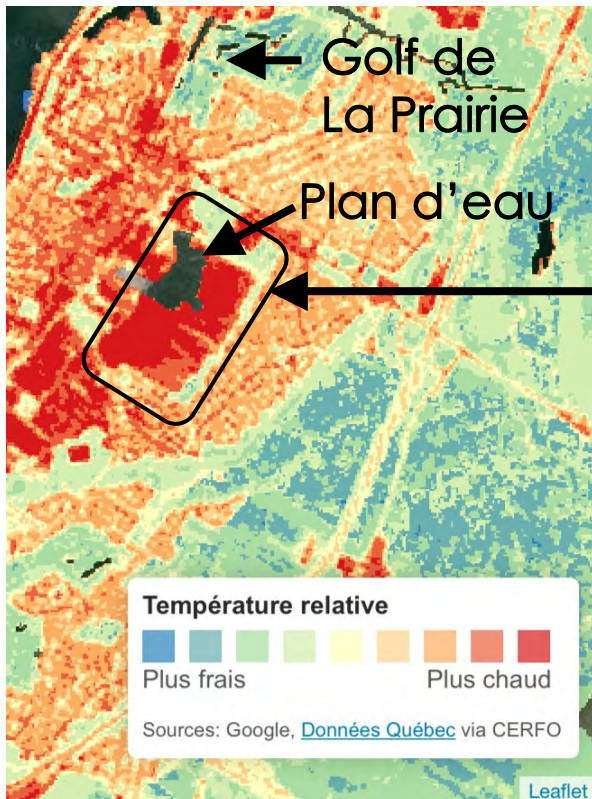 Golf de
La Prairie
Plan d'eau
Température relative
Plus frais Plus chaud
Sources: Google, Données Québec via CERFO
Leaflet